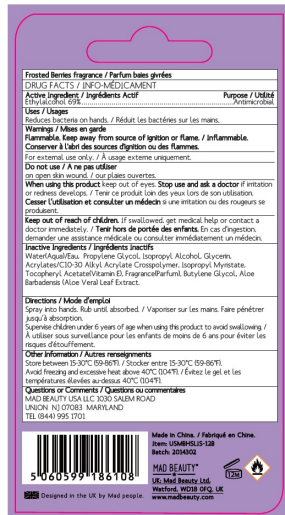 Frosted Berries fragrance / Parfum baies givrées
DRUG FACTS / INFO-MÉDICAMENT
Active Ingredient / Ingrédients Actif Purpose / Utilité
Ethylalcohol 69%.......Antimicrobial
Uses / Usages
Reduces bacteria on hands. / Réduit les bactéries sur les mains.
Warnings / Mises en garde
Flammable. Keep away from source of ignition or flame. / Inflammable.
Conserver à l'abri des sources d'ignition ou des flammes.
For external use only. / À usage externe uniquement.
Do not use / A ne pas utiliser
on open skin wound. / our plaies ouvertes.
When using this product keep out of eyes. Stop use and ask a doctor if irritation
or redness develops. / Tenir ce produit loin des yeux lors de son utilisation.
Cesser l'utilisation et consulter un médecin si une irritation ou des rougeurs se
produisent.
Keep out of reach of children. If swallowed, get medical help or contact a
doctor immediately. / Tenir hors de portée des enfants. En cas d'ingestion,
demander une assistance médicale ou consulter immédiatement un médecin.
Inactive Ingredients / Ingrédients Inactifs
Water(Aqua)/Eau, Propylene Glycol, Isopropyl Alcohol, Glycerin,
Acrylates/C10-30 Alkyl Acrylate Crosspolymer, Isopropyl Myristate,
Tocopheryl Acetate(Vitamin E), Fragrance(Parfum), Butylene Glycol, Aloe
Barbadensis (Aloe Vera) Leaf Extract.
Directions / Mode d'emploi
Spray into hands. Rub until absorbed. / Vaporiser sur les mains. Faire pénétrer
jusqu'à absorption.
Supervise children under 6 years of age when using this product to avoid swallowing. /
À utiliser sous surveillance pour les enfants de moins de 6 ans pour éviter les
risques d'étouffement.
Other Information / Autres renseignments
Store between 15-30°C (59-86°F). / Stocker entre 15-30°C (59-86°F).
Avoid freezing and excessive heat above 40°C (104°F). / Évitez le gel et les
températures élevées au-dessus 40°C (104°F).
Questions or Comments / Questions ou commentaires
MAD BEAUTY USA LLC 1030 SALEM ROAD
UNION NJ 07083 MARYLAND
TEL (844) 995 1701
Made in China. / Fabriqué en Chine.
Item: USMBHSLIS-12B
Batch: 2014302
MAD BEAUTY
12M
UK: Mad Beauty Ltd.
Watford. WD18 0FQ. UK
www.madbeauty.com
5 060599 186108
Designed in the UK by Mad people.